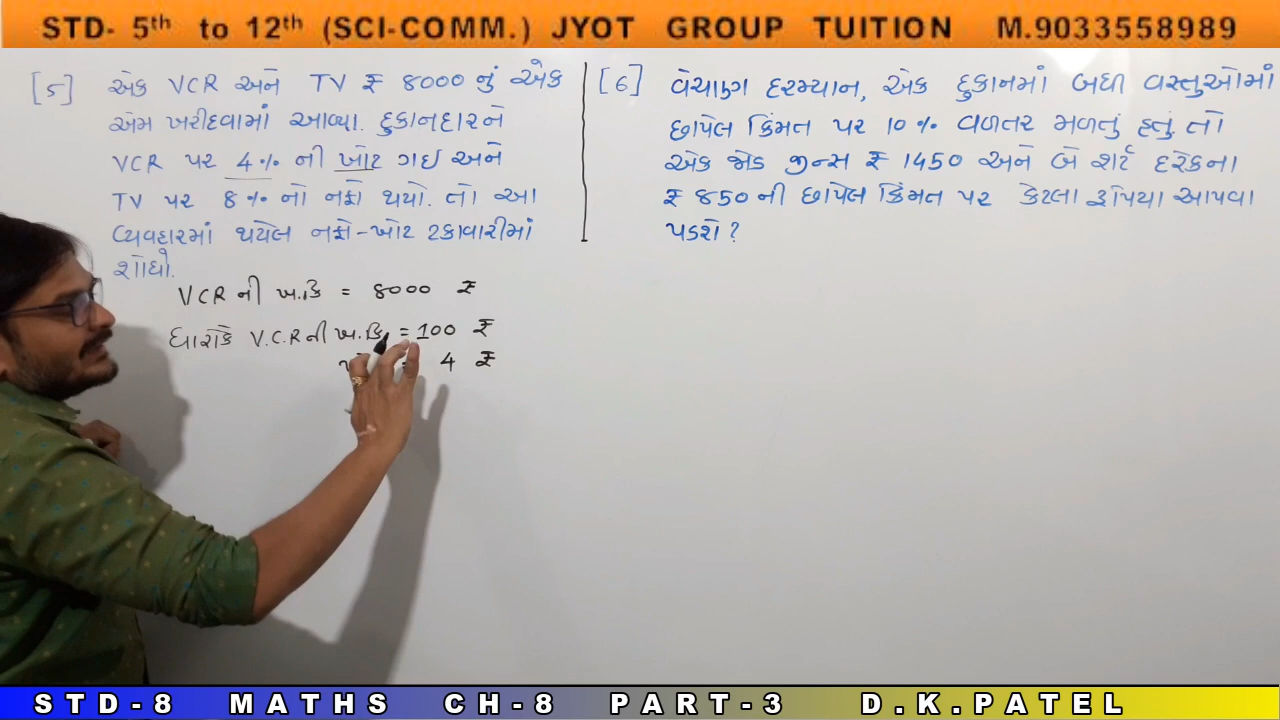 STD- 5th to 12th (SCI-COMM.) JYOT GROUP TUITION M.9033558989
[5] એક VCR અને TV ₹ 8000 નું એક
એમ ખરીદવામાં આવ્યા. દુકાનદારને
VCR પર 4% ની ખોટ ગઇ અને
TV પર 8% નો નફો થયો. તો આ
વ્યવહારમાં થયેલ નફો-ખોટ ટકાવારીમાં
શોધો.
VCR ની ખ.કિં = 8000 ₹
ધારોકે V.C.R ની ખ.કિં = 100 ₹
= 4 ₹
[6] વેચાણ દરમ્યાન, એક દુકાનમાં બધી વસ્તુઓમાં
છાપેલ કિંમત પર 10% વળતર મળતું હતું. તો
એક જોડ જીન્સ ₹ 1450 અને બે શર્ટ દરેકના
₹ 850 ની છાપેલ કિંમત પર કેટલા રૂપિયા આપવા
પડશે?
STD-8 MATHS CH-8 PART-3 D.K.PATEL